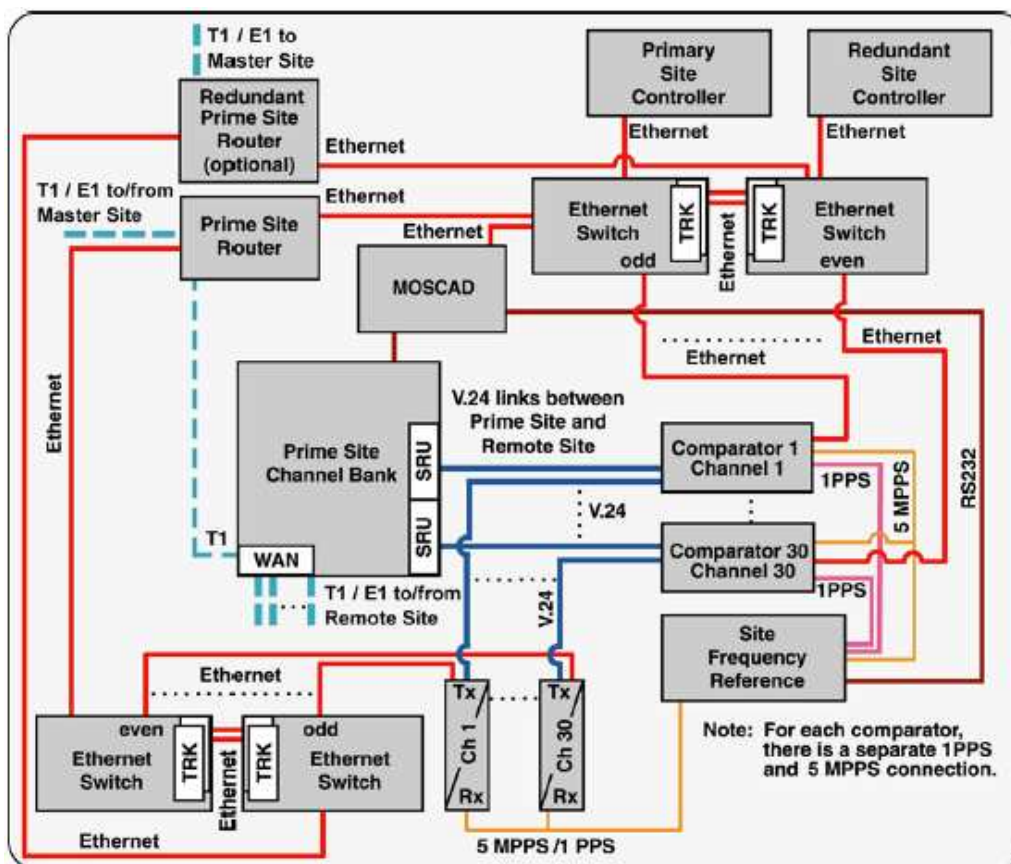 T1 / E1 to
Master Site
Redundant
Prime Site
Router
(optional)
Ethernet
Primary
Site
Controller
Redundant
Site
Controller
Ethernet
Ethernet
T1 / E1 to/from
Master Site
Prime Site
Router
Ethernet
Ethernet
Ethernet
Switch
odd
TRK
Ethernet
TRK
Ethernet
Switch
even
MOSCAD
Ethernet
Ethernet
Ethernet
Prime Site
Channel Bank
SRU
SRU
V.24 links between
Prime Site and
Remote Site
Comparator 1
Channel 1
1PPS
5 MPPS
RS232
V.24
T1
WAN
Comparator 30
Channel 30
1PPS
T1 / E1 to/from
Remote Site
V.24
Site
Frequency
Reference
Ethernet
even
Ethernet
Switch
TRK
Ethernet
TRK
odd
Ethernet
Switch
Tx
Ch 1
Rx
Tx
Ch 30
Rx
Note: For each comparator,
there is a separate 1PPS
and 5 MPPS connection.
Ethernet
5 MPPS /1 PPS